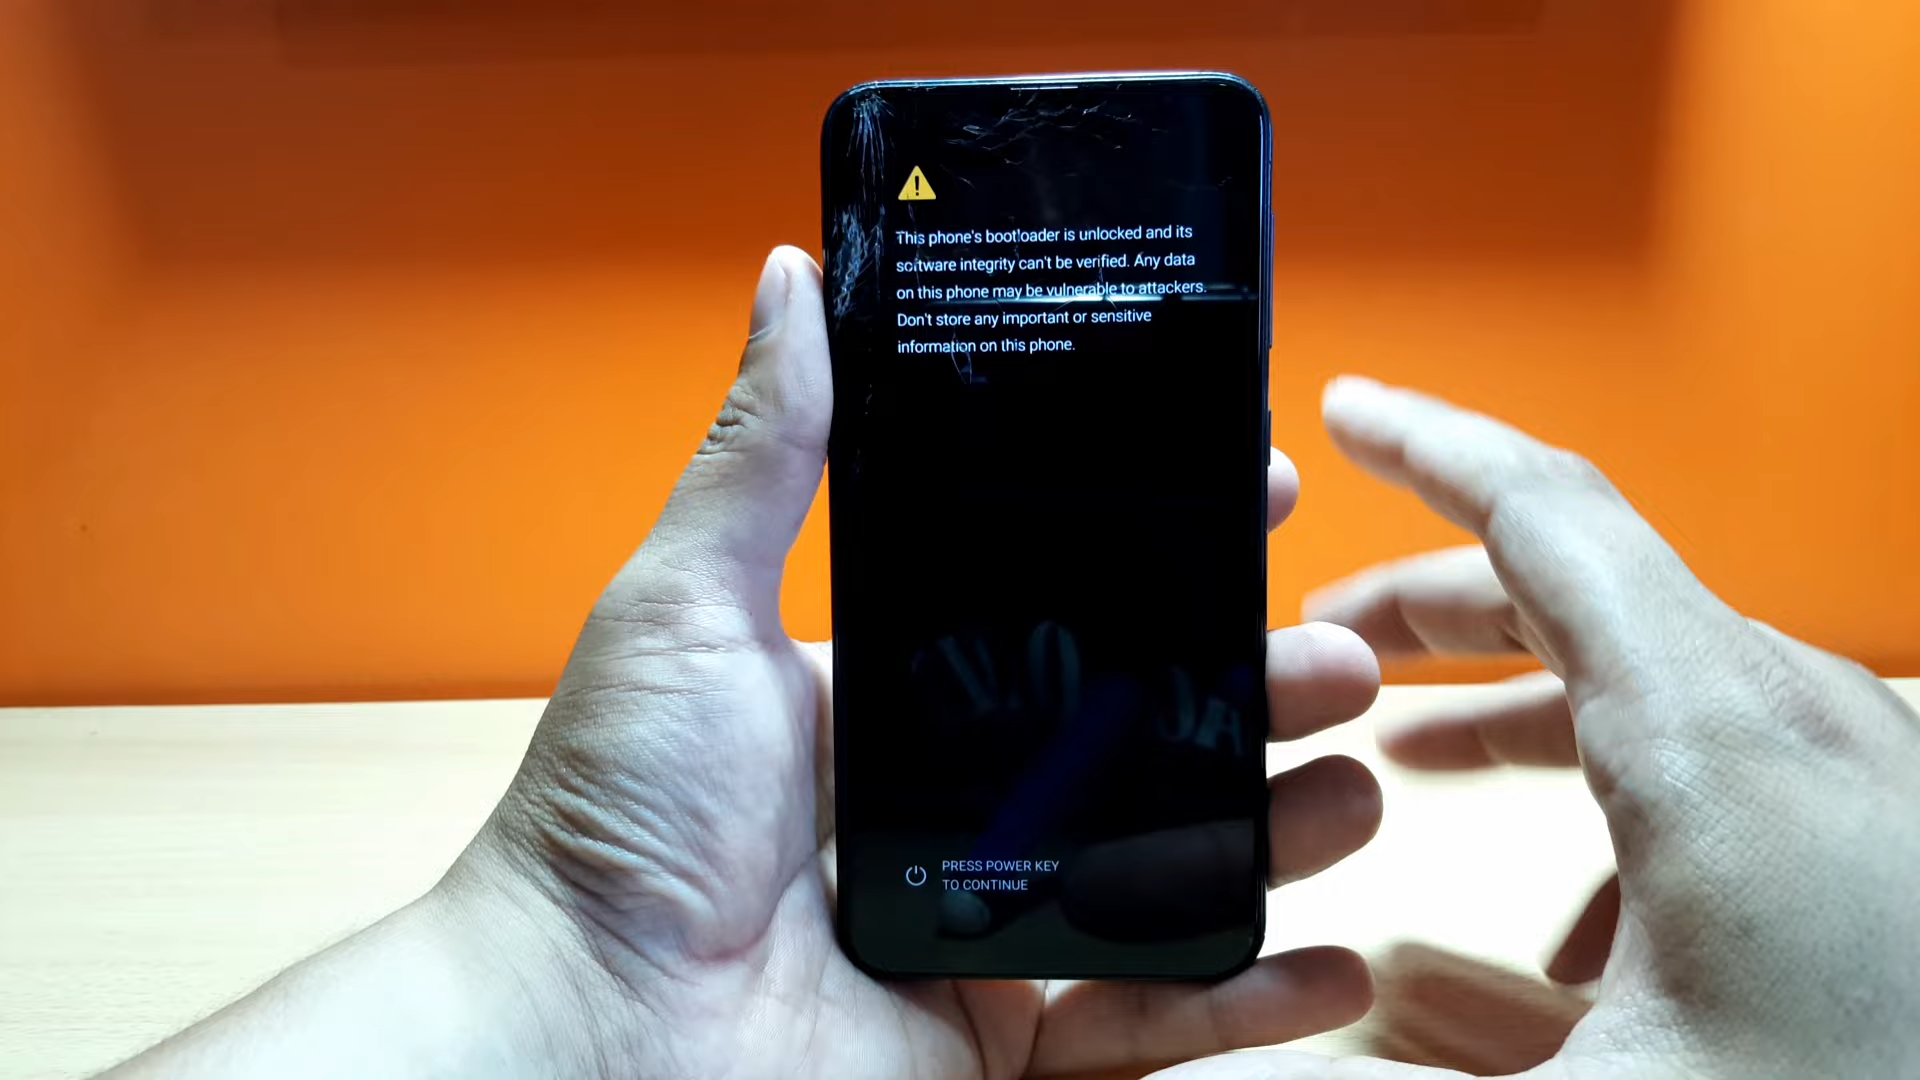 This phone's bootloader is unlocked and its
software integrity can't be verified. Any data
on this phone may be vulnerable to attackers.
Don't store any important or sensitive
information on this phone.
PRESS POWER KEY
TO CONTINUE